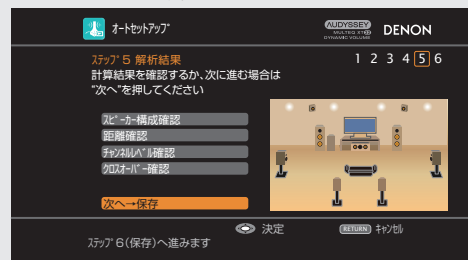 オートセットアップ
AUDYSSEY
MULTEQ XT32
DYNAMIC VOLUME
DENON
ステップ5 解析結果
1 2 3 4 5 6
計算結果を確認するか、次に進む場合は
"次へ"を押してください
スピーカー構成確認
距離確認
チャンネルレベル確認
クロスオーバー確認
次へ→保存
決定
RETURN キャンセル
ステップ6(保存)へ進みます